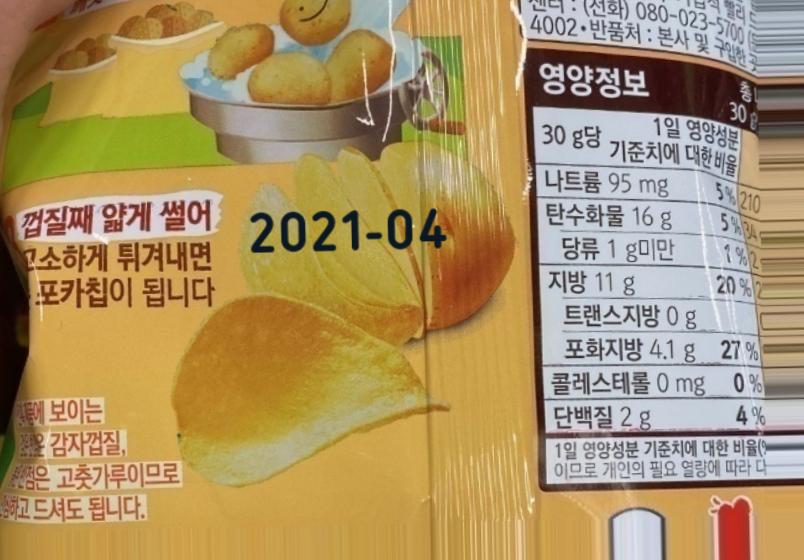 껍질째 얇게 썰어
고소하게 튀겨내면
포카칩이 됩니다
2021-04
보이는
감자껍질,
고춧가루이므로
드셔도 됩니다.
(전화) 080-023-5700
4002•반품처 : 본사 및 구입한
영양정보
30 g당
1일 영양성분
기준치에 대한 비율
나트륨 95 mg 5 %
탄수화물 16 g 5 %
당류 1 g미만 1 %
지방 11 g 20 %
트랜스지방 0 g
포화지방 4.1 g 27 %
콜레스테롤 0 mg 0 %
단백질 2 g 4 %
1일 영양성분 기준치에 대한 비율(
이므로 개인의 필요 열량에 따라